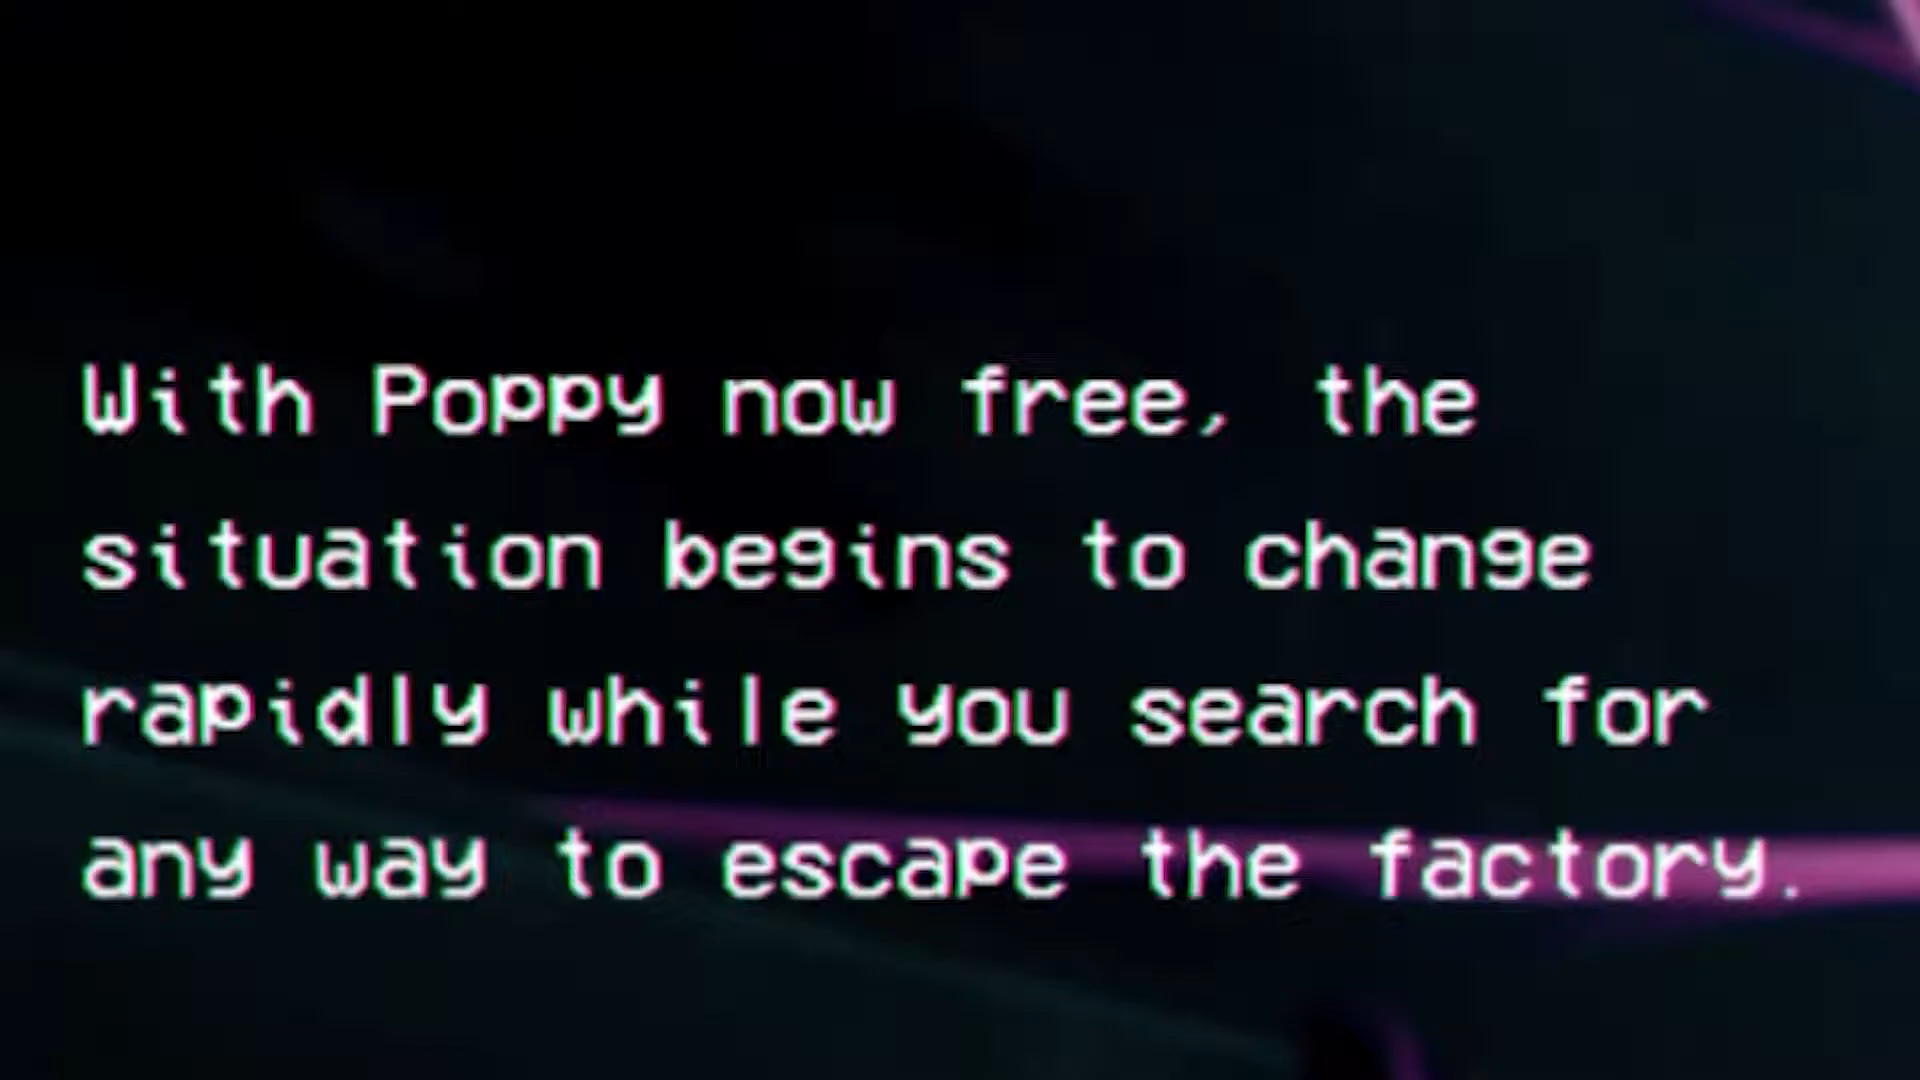 With Poppy now free, the
situation begins to change
rapidly while you search for
any way to escape the factory.